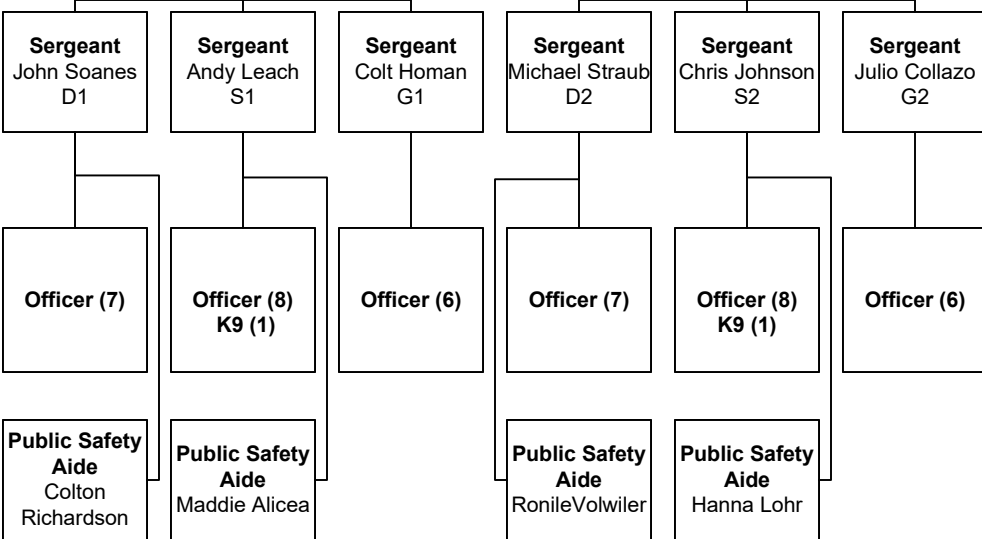 Sergeant
John Soanes
D1
Sergeant
Andy Leach
S1
Sergeant
Colt Homan
G1
Sergeant
Michael Straub
D2
Sergeant
Chris Johnson
S2
Sergeant
Julio Collazo
G2
Officer (7)
Officer (8)
K9 (1)
Officer (6)
Officer (7)
Officer (8)
K9 (1)
Officer (6)
Public Safety
Aide
Colton
Richardson
Public Safety
Aide
Maddie Alicea
Public Safety
Aide
RonileVolwiler
Public Safety
Aide
Hanna Lohr